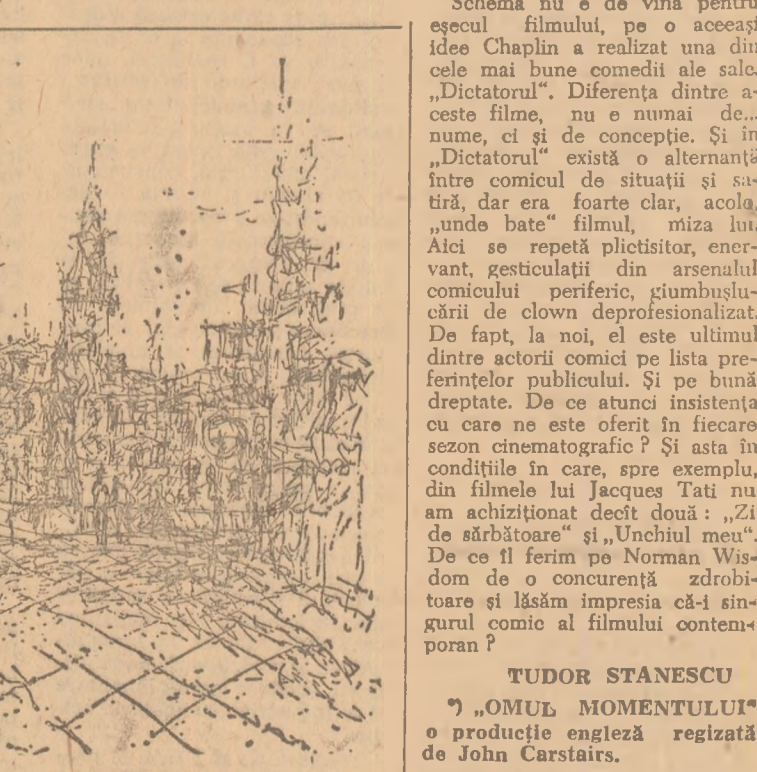 Schema nu e de vină pentru
eșecul filmului, pe o aceeași
idee Chaplin a realizat una din
cele mai bune comedii ale sale.
„Dictatorul“. Diferența dintre a-
ceste filme, nu e numai de...
nume, ci și de concepție. Și în
„Dictatorul“ există o alternanță
între comicul de situații și sa-
tiră, dar era foarte clar, acolo,
„unde bate“ filmul, miza lui.
Aici se repetă plictisitor, ener-
vant, gesticulații din arsenalul
comicului periferic, giumbușlu-
cării de clown deprofesionalizat.
De fapt, la noi, el este ultimul
dintre actorii comici pe lista pre-
ferințelor publicului. Și pe bună
dreptate. De ce atunci insistența
cu care ne este oferit în fiecare
sezon cinematografic ? Și asta în
condițiile în care, spre exemplu,
din filmele lui Jacques Tati nu
am achiziționat decît două : „Zi
de sărbătoare“ și „Unchiul meu“.
De ce îl ferim pe Norman Wis-
dom de o concurență zdrobi-
toare și lăsăm impresia că-i sin-
gurul comic al filmului contem-
poran ?
TUDOR STANESCU
*) „OMUL MOMENTULUI“
o producție engleză regizată
de John Carstairs.